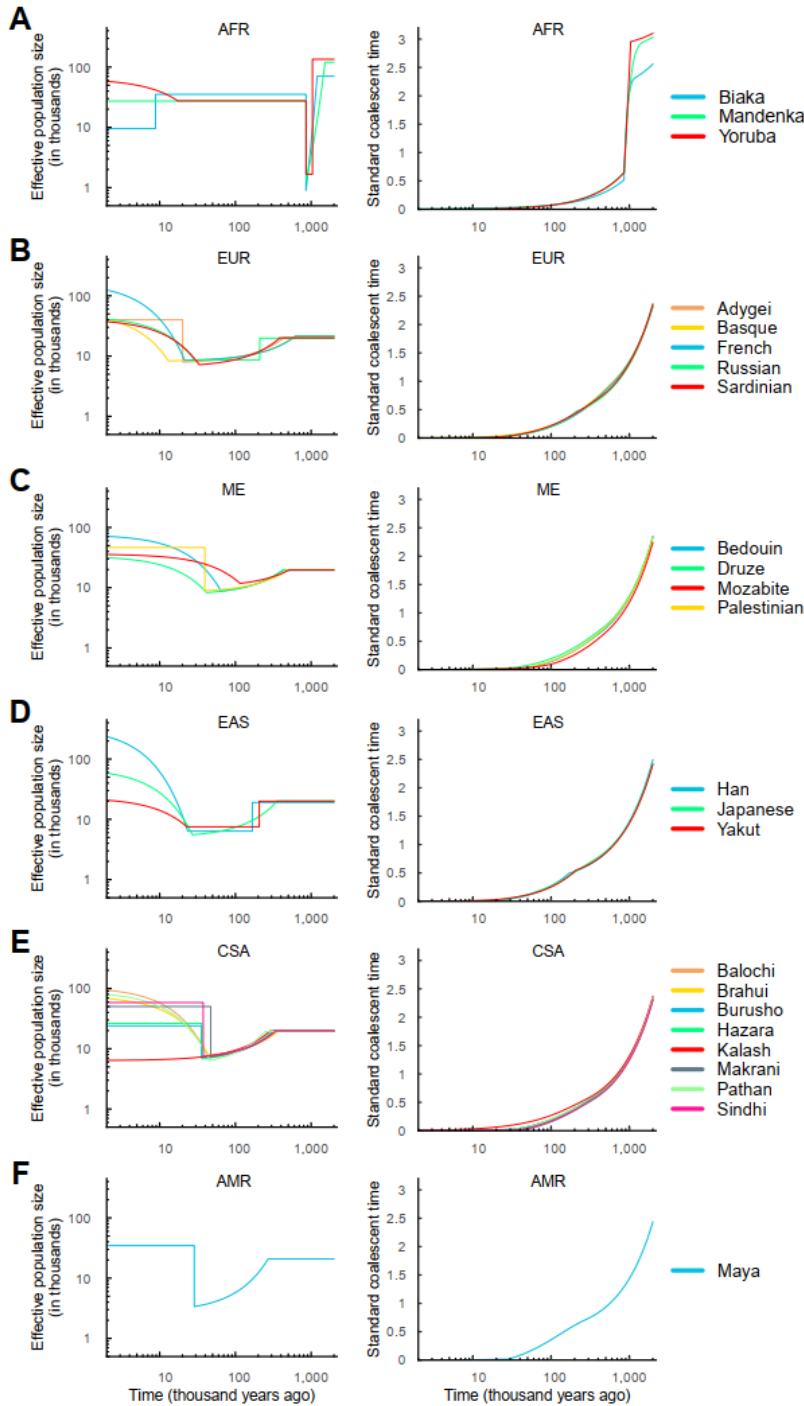 A
AFR
AFR
Effective population size
(in thousands)
100
10
1
10
100
1,000
Standard coalescent time
3
2.5
2
1.5
1
0.5
0
10
100
1,000
Biaka
Mandenka
Yoruba
B
EUR
EUR
Effective population size
(in thousands)
100
10
1
10
100
1,000
Standard coalescent time
3
2.5
2
1.5
1
0.5
0
10
100
1,000
Adygei
Basque
French
Russian
Sardinian
C
ME
ME
Effective population size
(in thousands)
100
10
1
10
100
1,000
Standard coalescent time
3
2.5
2
1.5
1
0.5
0
10
100
1,000
Bedouin
Druze
Mozabite
Palestinian
D
EAS
EAS
Effective population size
(in thousands)
100
10
1
10
100
1,000
Standard coalescent time
3
2.5
2
1.5
1
0.5
0
10
100
1,000
Han
Japanese
Yakut
E
CSA
CSA
Effective population size
(in thousands)
100
10
1
10
100
1,000
Standard coalescent time
3
2.5
2
1.5
1
0.5
0
10
100
1,000
Balochi
Brahui
Burusho
Hazara
Kalash
Makrani
Pathan
Sindhi
F
AMR
AMR
Effective population size
(in thousands)
100
10
1
10
100
1,000
Time (thousand years ago)
Standard coalescent time
3
2.5
2
1.5
1
0.5
0
10
100
1,000
Time (thousand years ago)
Maya